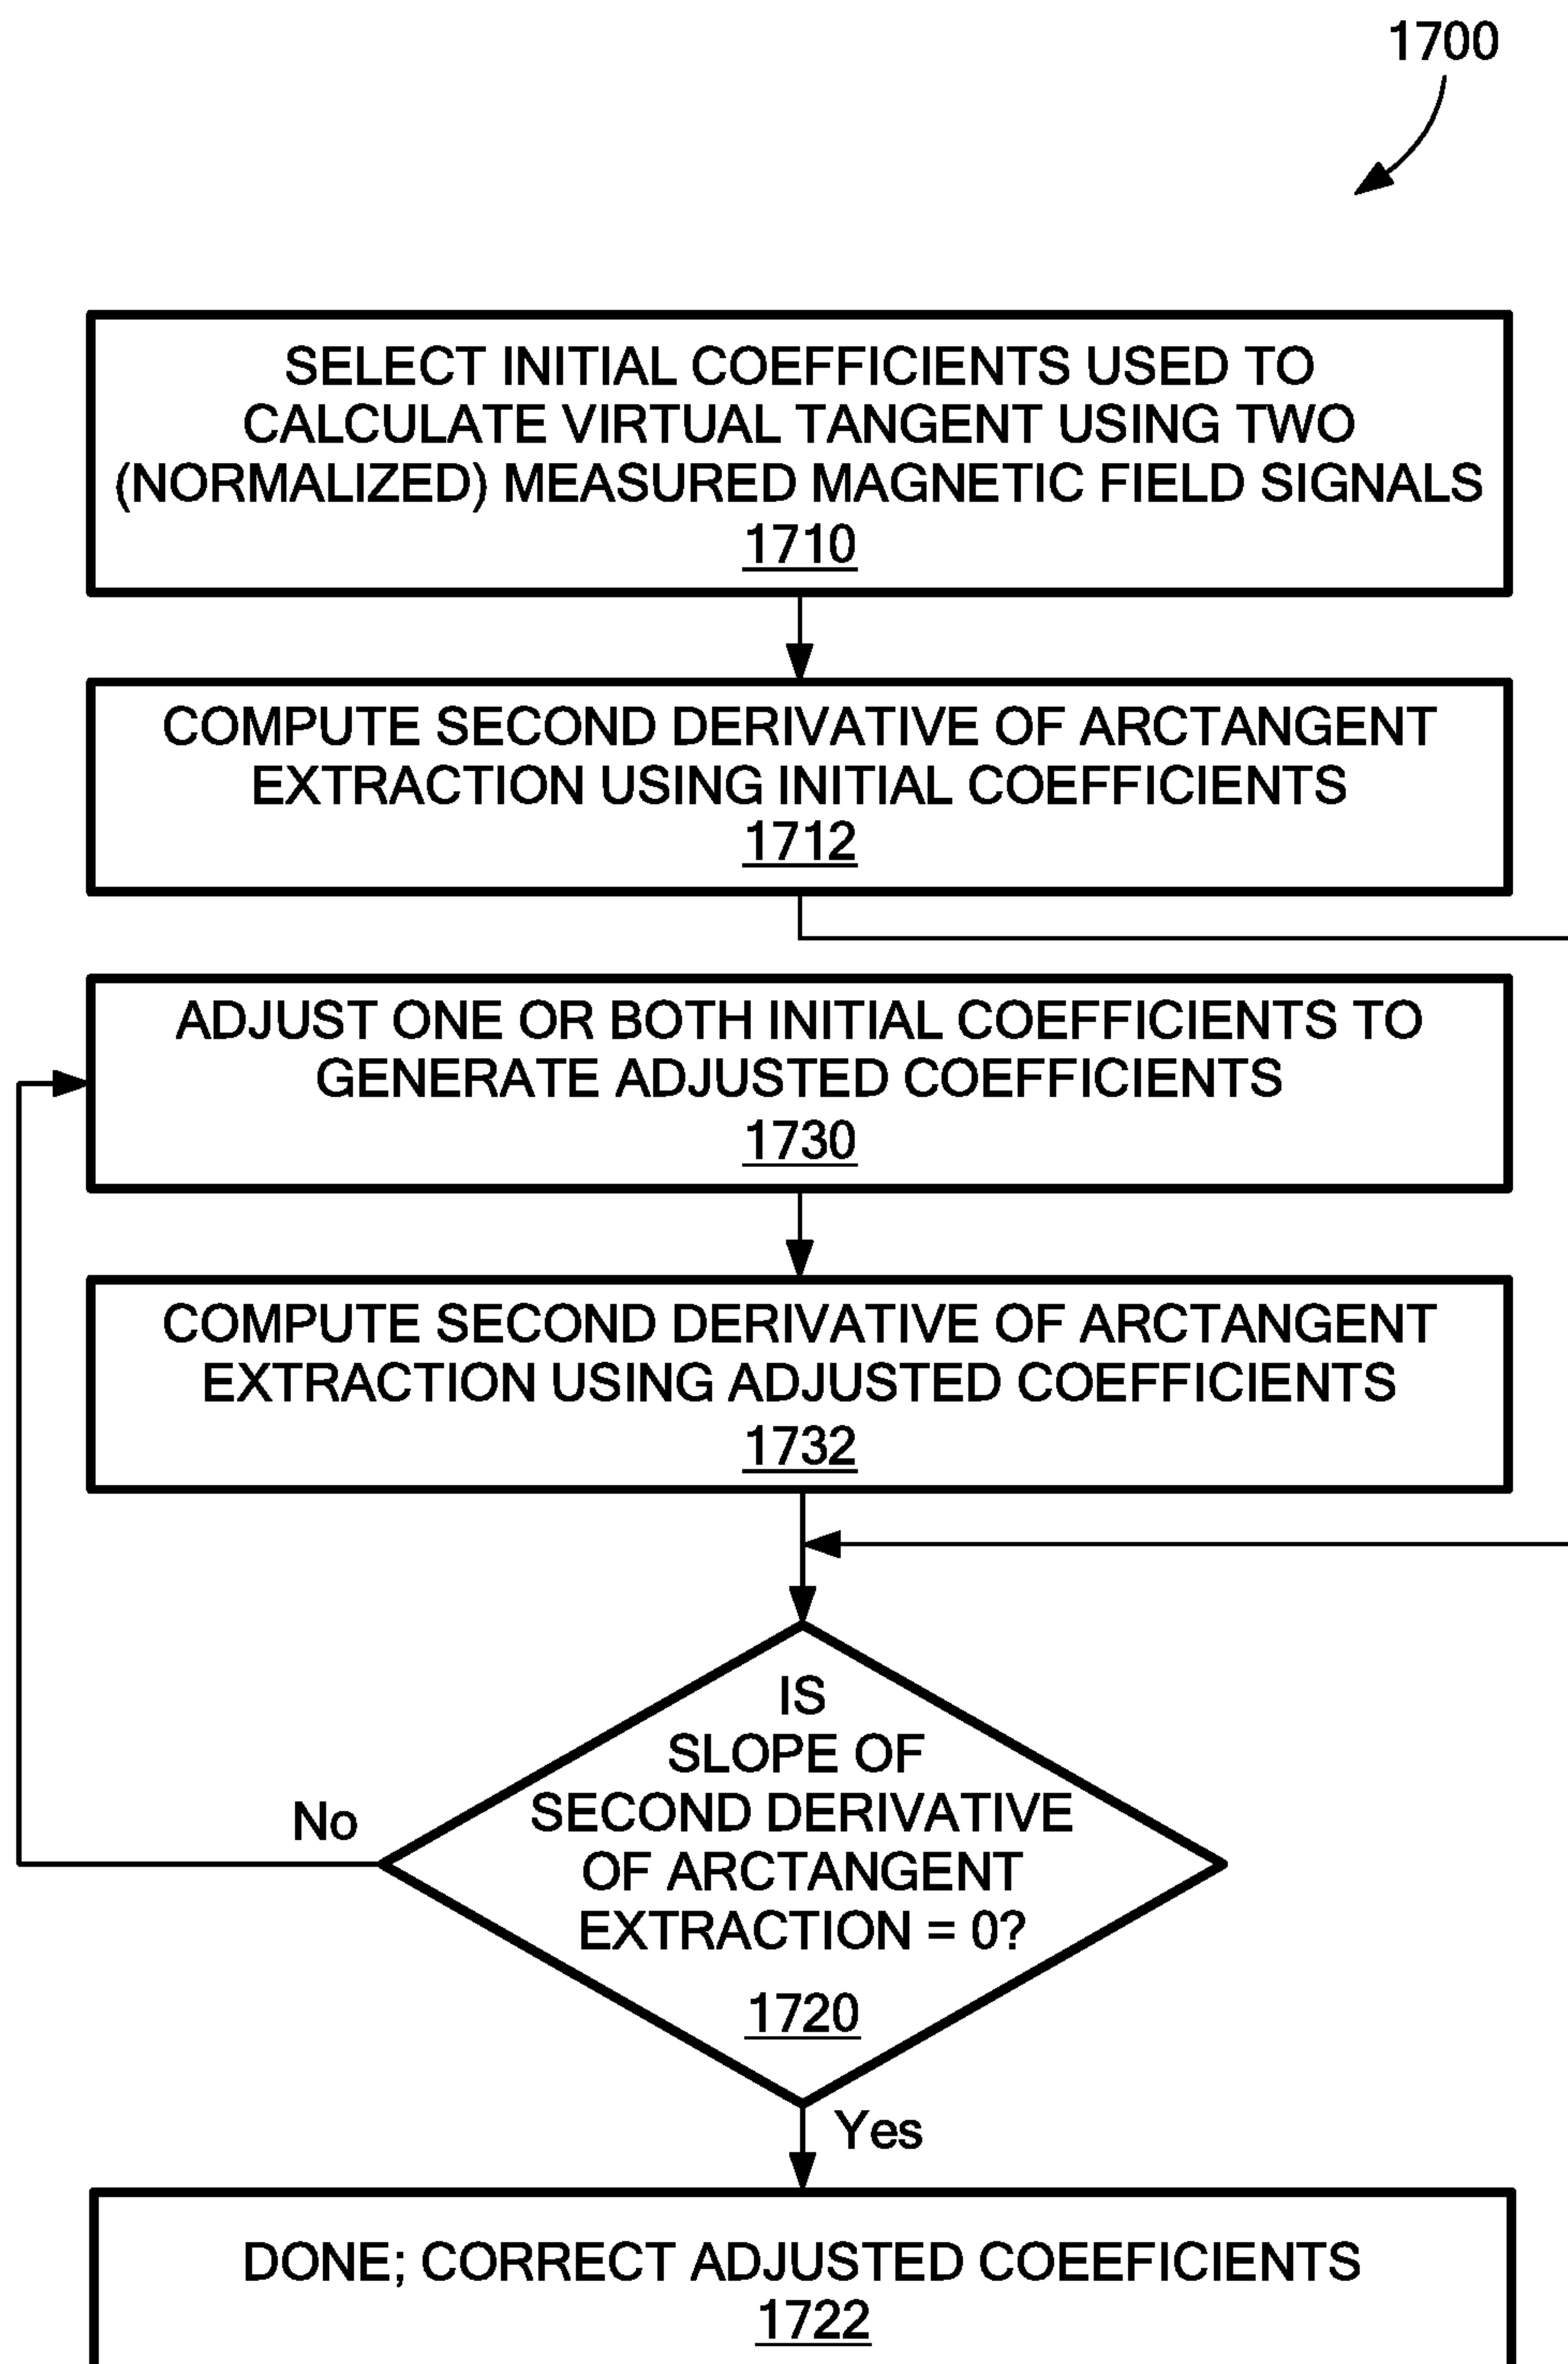 1700
SELECT INITIAL COEFFICIENTS USED TO
CALCULATE VIRTUAL TANGENT USING TWO
(NORMALIZED) MEASURED MAGNETIC FIELD SIGNALS
1710
COMPUTE SECOND DERIVATIVE OF ARCTANGENT
EXTRACTION USING INITIAL COEFFICIENTS
1712
ADJUST ONE OR BOTH INITIAL COEFFICIENTS TO
GENERATE ADJUSTED COEFFICIENTS
1730
COMPUTE SECOND DERIVATIVE OF ARCTANGENT
EXTRACTION USING ADJUSTED COEFFICIENTS
1732
IS
SLOPE OF
SECOND DERIVATIVE
OF ARCTANGENT
EXTRACTION = 0?
1720
No
Yes
DONE; CORRECT ADJUSTED COEEFICIENTS
1722